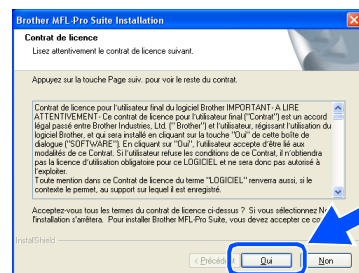 Brother MFL-Pro Suite Installation
Contrat de licence
Lisez attentivement le contrat de licence suivant.
Appuyez sur la touche Page suiv. pour voir le reste du contrat.
Contrat de licence pour l'utilisateur final du logiciel Brother IMPORTANT- A LIRE
ATTENTIVEMENT- Ce contrat de licence pour l'utilisateur final ("Contrat") est un accord
légal passé entre Brother Industries, Ltd. (" Brother") et l'utilisateur, régissant l'utilisation du
logiciel Brother, et qui sera installé en cliquant sur la touche "Oui" de cette boîte de
dialogue ("SOFTWARE"). En cliquant sur "Oui", l'utilisateur accepte d'être lié aux
modalités de ce Contrat. Si l'utilisateur refuse les conditions de ce Contrat, il n'obtiendra
pas la licence d'utilisation obligatoire pour ce LOGICIEL et ne sera donc pas autorisé à
l'exploiter.
Toute mention dans ce Contrat de licence du terme "LOGICIEL" renverra aussi, si le
contexte le permet, au support sur lequel il est enregistré.
Acceptez-vous tous les termes du contrat de licence ci-dessus ? Si vous sélectionnez
l'installation s'arrêtera. Pour installer Brother MFL-Pro Suite, vous devez accepter ce
InstallShield
< Précédent
Oui
Non